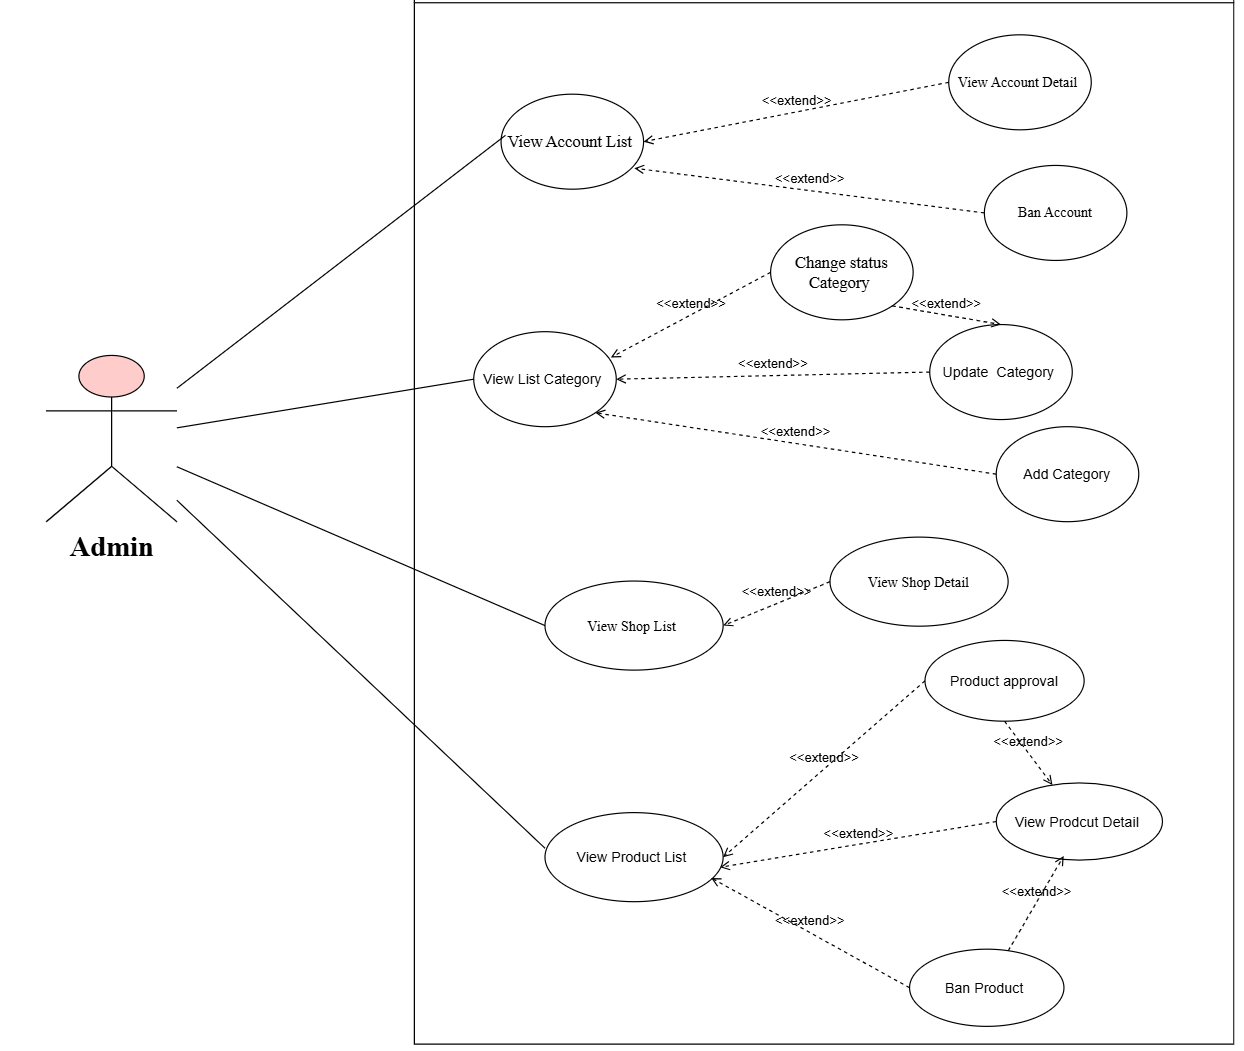 View Account Detail
<<extend>>
View Account List
<<extend>>
Ban Account
Change status
Category
<<extend>>
<<extend>>
<<extend>>
Update  Category
View List Category
<<extend>>
Add Category
Admin
View Shop Detail
<<extend>>
View Shop List
Product approval
<<extend>>
<<extend>>
View Prodcut Detail
<<extend>>
View Product List
<<extend>>
<<extend>>
Ban Product